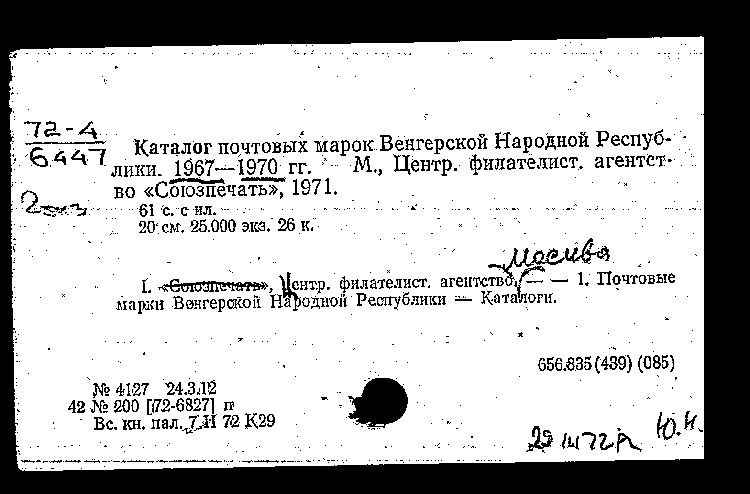 72-4
6447
Каталог почтовых марок Венгерской Народной Респуб-
лики. 1967—1970 гг. — М., Центр. филателист. агентст-
во «Союзпечать», 1971.
61 с. с ил.
20 см. 25.000 экз. 26 к.
Москва
I. «Союзпечать», Центр. филателист. агентство. — — 1. Почтовые
марки Венгерской Народной Республики — Каталоги.
656.835(439) (085)
№ 4127 24.3.12
42 № 200 [72-6827] п
Вс. кн. пал. 7 II 72 К29
29 III 72 Ю.Н.